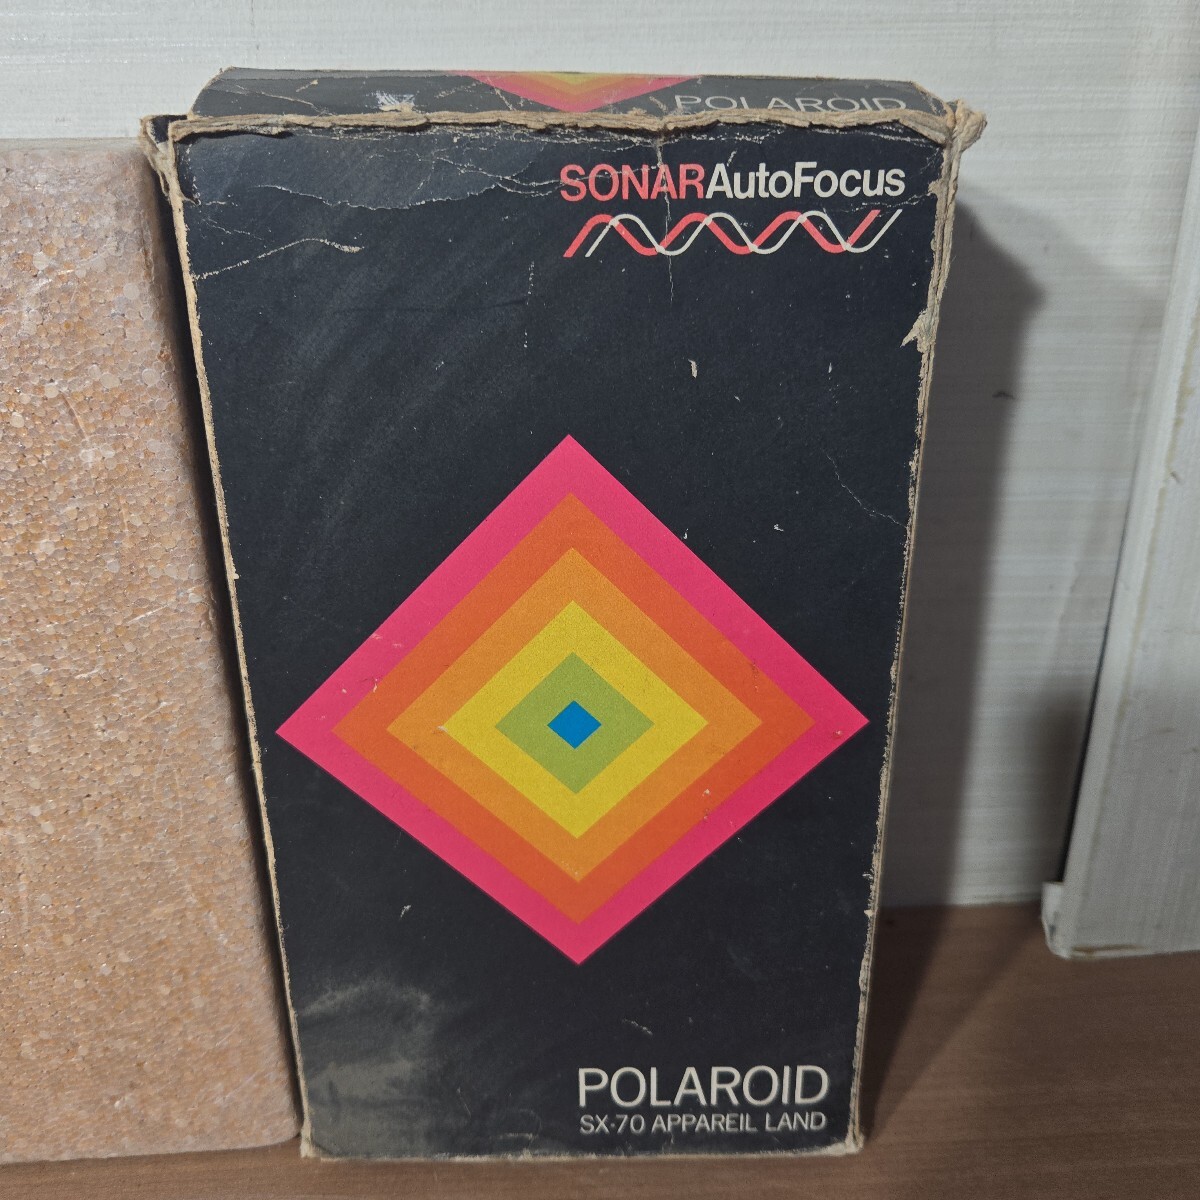 POLAROID
SONARAutoFocus
POLAROID
SX-70 APPAREIL LAND